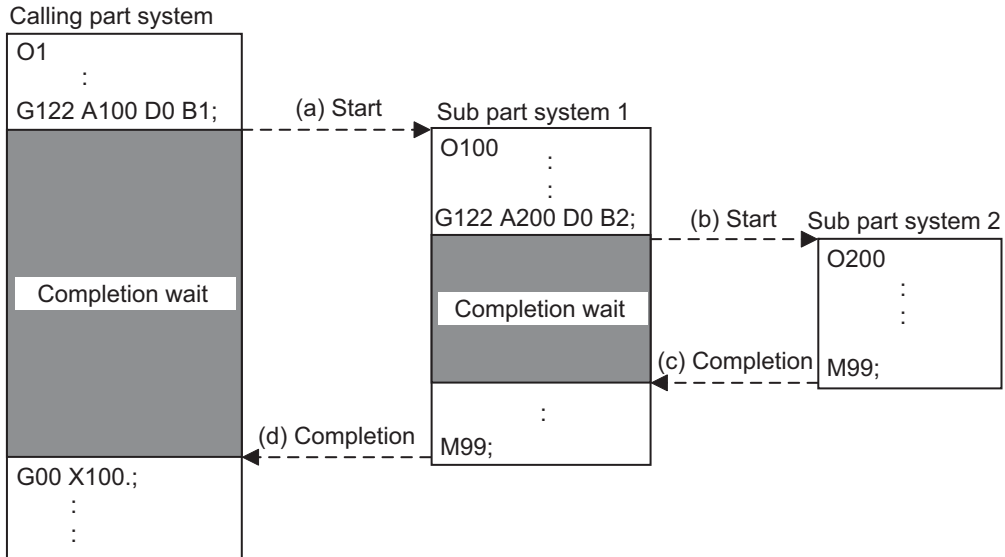 Calling part system
O1
:
G122 A100 D0 B1;
(a) Start
Completion wait
Sub part system 1
O100
:
:
G122 A200 D0 B2;
(b) Start
Completion wait
Sub part system 2
O200
:
:
M99;
(c) Completion
:
M99;
(d) Completion
G00 X100.;
:
: